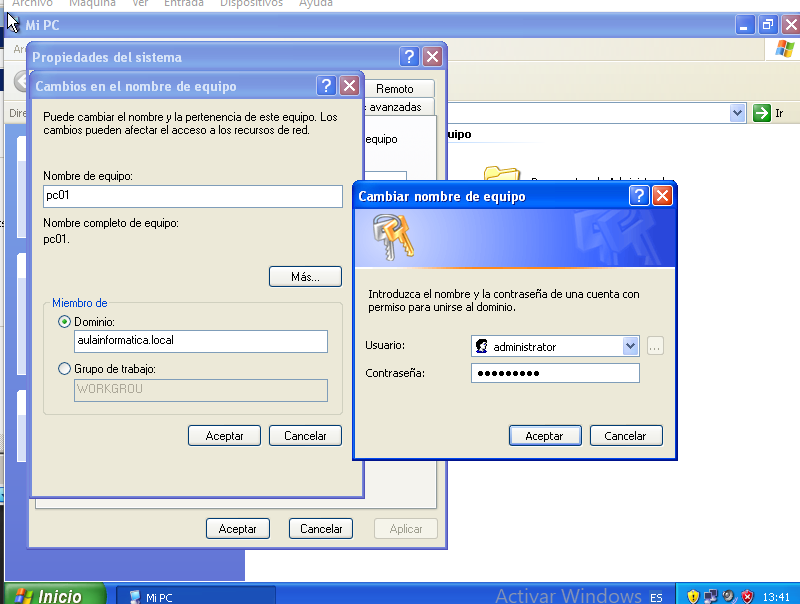 Archivo Máquina Ver Entrada Dispositivos Ayuda
Mi PC
Propiedades del sistema
Cambios en el nombre de equipo
Remoto
avanzadas
Puede cambiar el nombre y la pertenencia de este equipo. Los
cambios pueden afectar el acceso a los recursos de red.
equipo
Ir
Nombre de equipo:
pc01
Nombre completo de equipo:
pc01.
Más...
Miembro de
Dominio:
aulainformatica.local
Grupo de trabajo:
WORKGROU
Aceptar Cancelar
Aceptar Cancelar Aplicar
Cambiar nombre de equipo
Introduzca el nombre y la contraseña de una cuenta con
permiso para unirse al dominio.
Usuario: administrator ...
Contraseña: ●●●●●●●●●
Aceptar Cancelar
Activar Windows
Inicio Mi PC ES 13:41